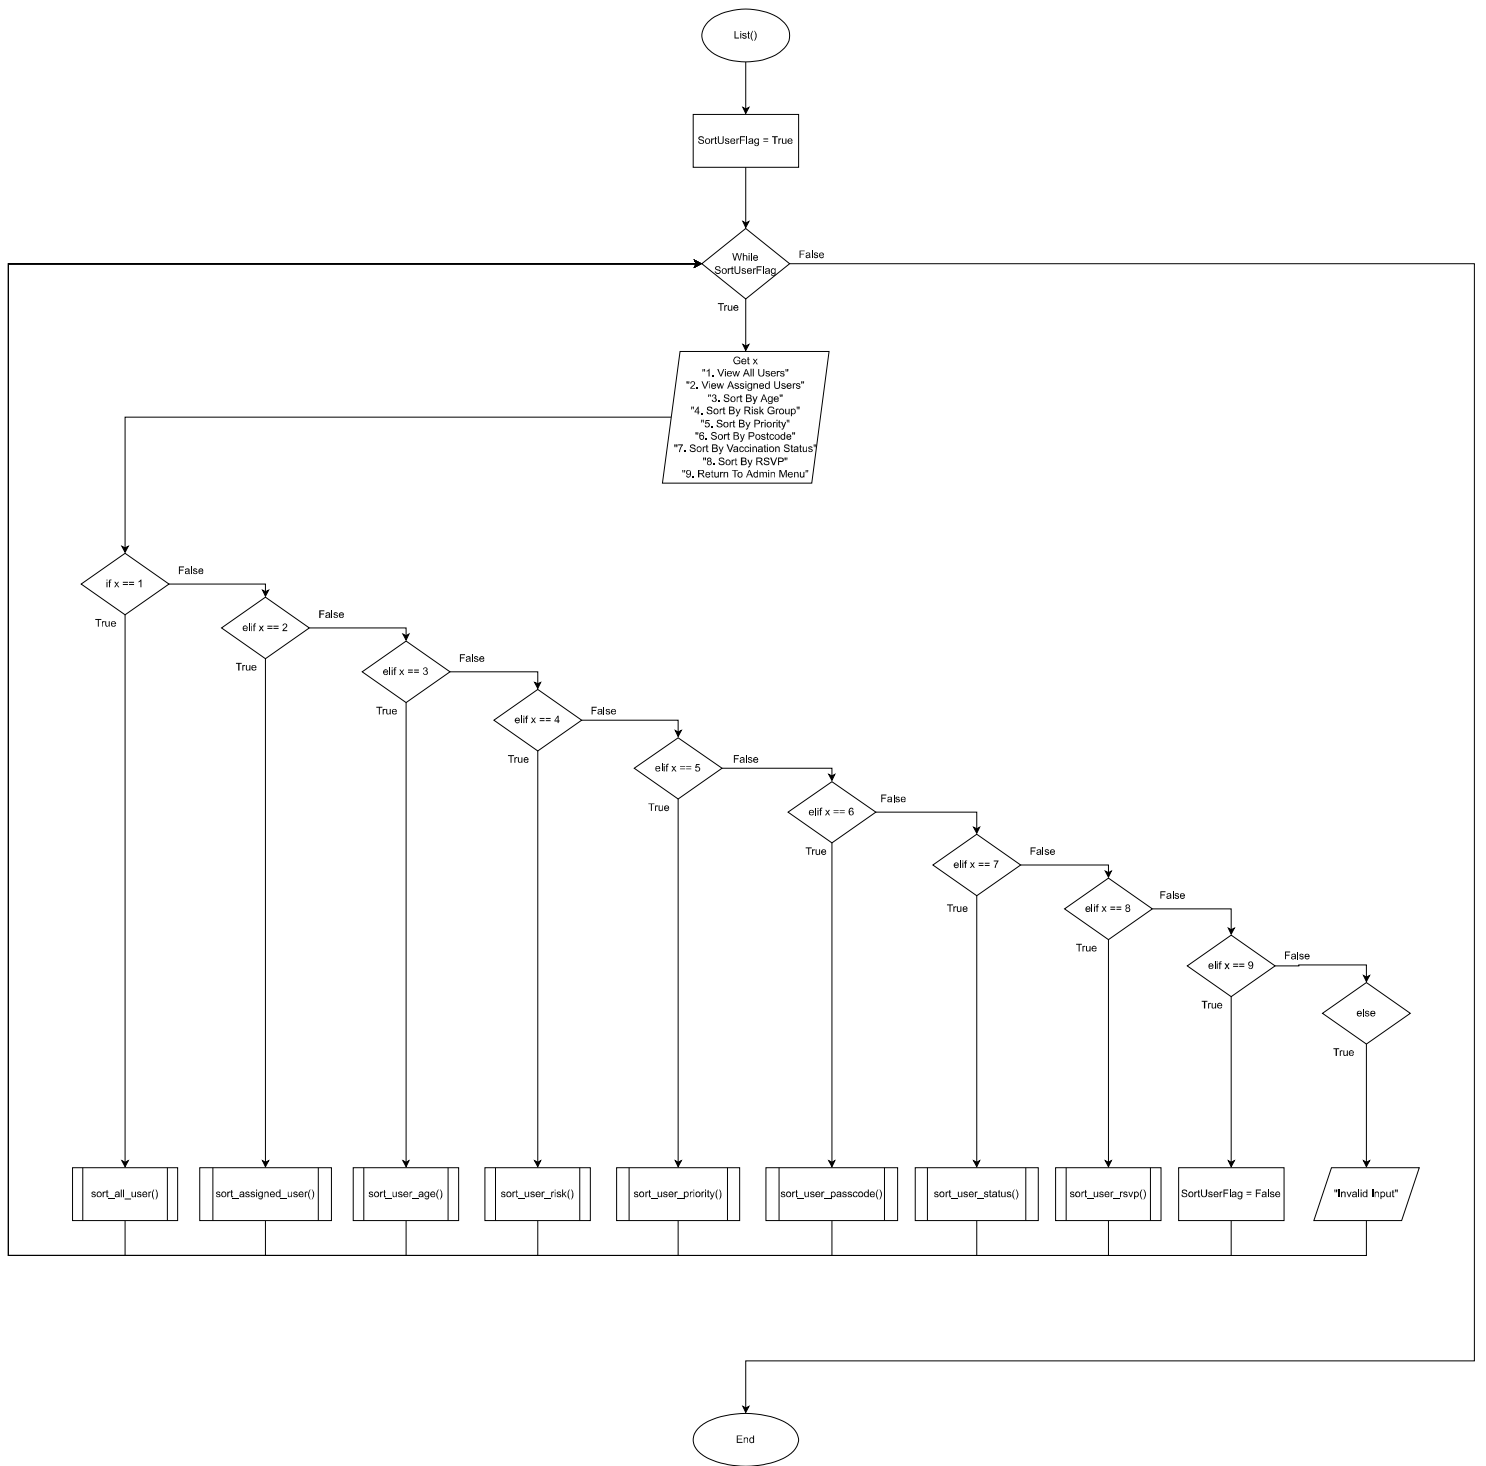 List()
SortUserFlag = True
While
SortUserFlag
False
True
Get x
"1. View All Users"
"2. View Assigned Users"
"3. Sort By Age"
"4. Sort By Risk Group"
"5. Sort By Priority"
"6. Sort By Postcode"
"7. Sort By Vaccination Status"
"8. Sort By RSVP"
"9. Return To Admin Menu"
if x == 1
False
True
elif x == 2
False
True
elif x == 3
False
True
elif x == 4
False
True
elif x == 5
False
True
elif x == 6
False
True
elif x == 7
False
True
elif x == 8
False
True
elif x == 9
False
True
else
True
sort_all_user()
sort_assigned_user()
sort_user_age()
sort_user_risk()
sort_user_priority()
sort_user_passcode()
sort_user_status()
sort_user_rsvp()
SortUserFlag = False
"Invalid Input"
End